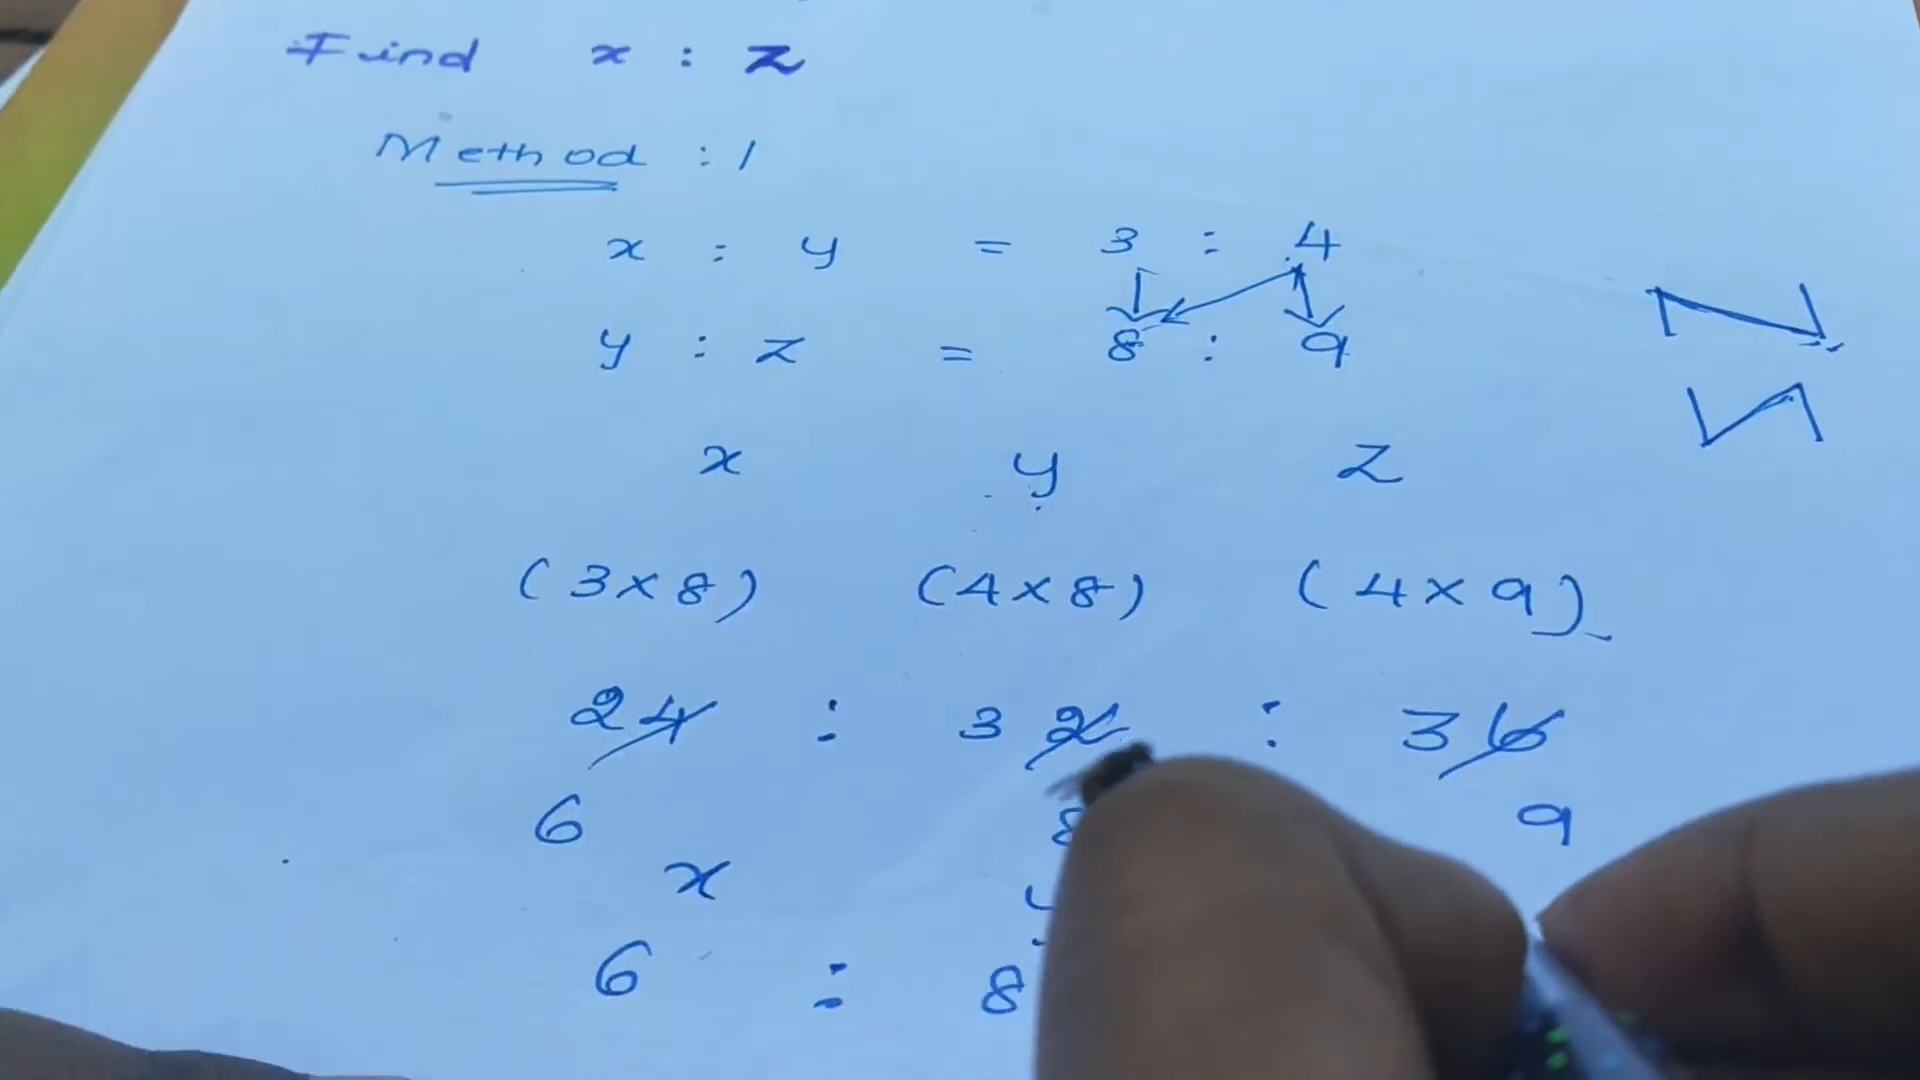 Find x : z
Method : 1
x : y = 3 : 4
y : z = 8 : 9
x y z
(3×8) (4×8) (4×9)
24 : 32 : 36
6 8 9
x y
6 : 8